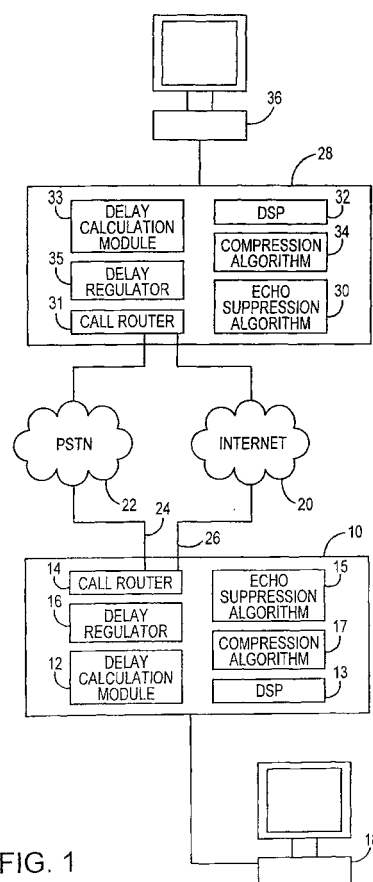 36
28
33
DELAY
CALCULATION
MODULE
32
DSP
34
COMPRESSION
ALGORITHM
35
DELAY
REGULATOR
30
ECHO
SUPPRESSION
ALGORITHM
31
CALL ROUTER
PSTN
INTERNET
22
20
24
26
10
14
CALL ROUTER
15
ECHO
SUPPRESSION
ALGORITHM
16
DELAY
REGULATOR
17
COMPRESSION
ALGORITHM
12
DELAY
CALCULATION
MODULE
13
DSP
FIG. 1
18